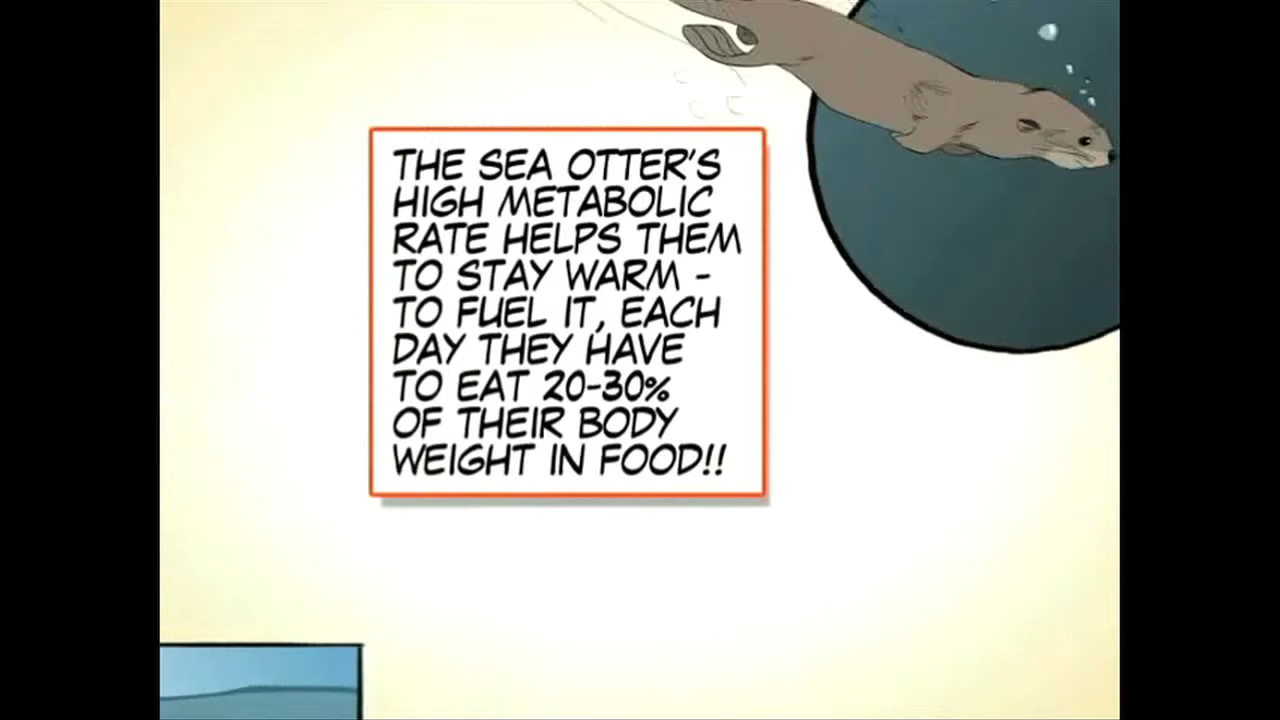 THE SEA OTTER'S
HIGH METABOLIC
RATE HELPS THEM
TO STAY WARM -
TO FUEL IT, EACH
DAY THEY HAVE
TO EAT 20-30%
OF THEIR BODY
WEIGHT IN FOOD!!